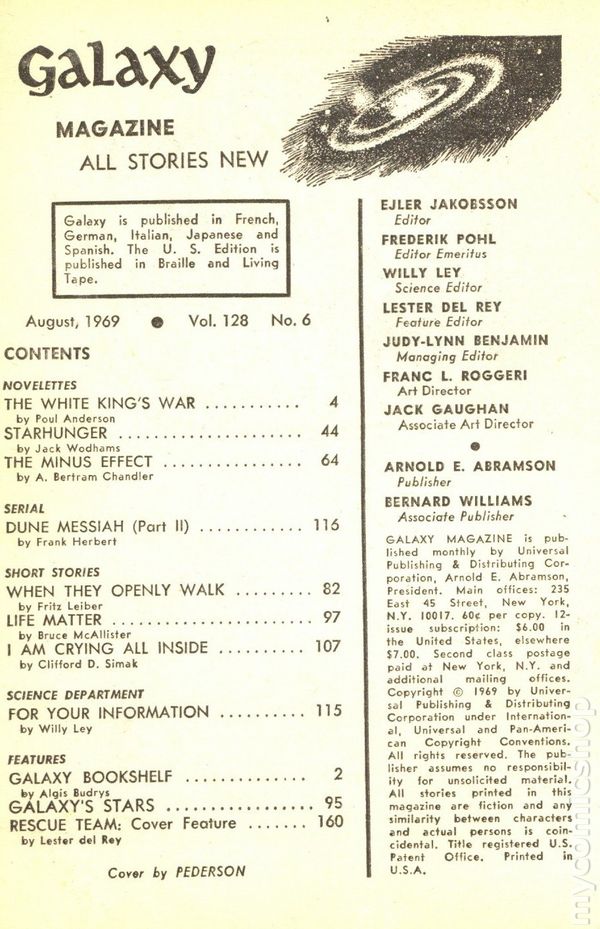 Galaxy
MAGAZINE
ALL STORIES NEW
Galaxy is published in French,
German, Italian, Japanese and
Spanish. The U. S. Edition is
published in Braille and Living
Tape.
August, 1969 ● Vol. 128 No. 6
CONTENTS
NOVELETTES
THE WHITE KING'S WAR ........... 4
by Poul Anderson
STARHUNGER ...................... 44
by Jack Wodhams
THE MINUS EFFECT ................ 64
by A. Bertram Chandler
SERIAL
DUNE MESSIAH (Part II) ............ 116
by Frank Herbert
SHORT STORIES
WHEN THEY OPENLY WALK ......... 82
by Fritz Leiber
LIFE MATTER ...................... 97
by Bruce McAllister
I AM CRYING ALL INSIDE .......... 107
by Clifford D. Simak
SCIENCE DEPARTMENT
FOR YOUR INFORMATION .......... 115
by Willy Ley
FEATURES
GALAXY BOOKSHELF ............. 2
by Algis Budrys
GALAXY'S STARS ................. 95
RESCUE TEAM: Cover Feature ....... 160
by Lester del Rey
Cover by PEDERSON
EJLER JAKOBSSON
Editor
FREDERIK POHL
Editor Emeritus
WILLY LEY
Science Editor
LESTER DEL REY
Feature Editor
JUDY-LYNN BENJAMIN
Managing Editor
FRANC L. ROGGERI
Art Director
JACK GAUGHAN
Associate Art Director
●
ARNOLD E. ABRAMSON
Publisher
BERNARD WILLIAMS
Associate Publisher
GALAXY MAGAZINE is pub-
lished monthly by Universal
Publishing & Distributing Cor-
poration, Arnold E. Abramson,
President. Main offices: 235
East 45 Street, New York,
N.Y. 10017. 60¢ per copy. 12-
issue subscription: $6.00 in
the United States, elsewhere
$7.00. Second class postage
paid at New York, N.Y. and
additional mailing offices.
Copyright © 1969 by Univer-
sal Publishing & Distributing
Corporation under Internation-
al, Universal and Pan-Ameri-
can Copyright Conventions.
All rights reserved. The pub-
lisher assumes no responsibil-
ity for unsolicited material.
All stories printed in this
magazine are fiction and any
similarity between characters
and actual persons is coin-
cidental. Title registered U.S.
Patent Office. Printed in
U.S.A.
mycomicshop